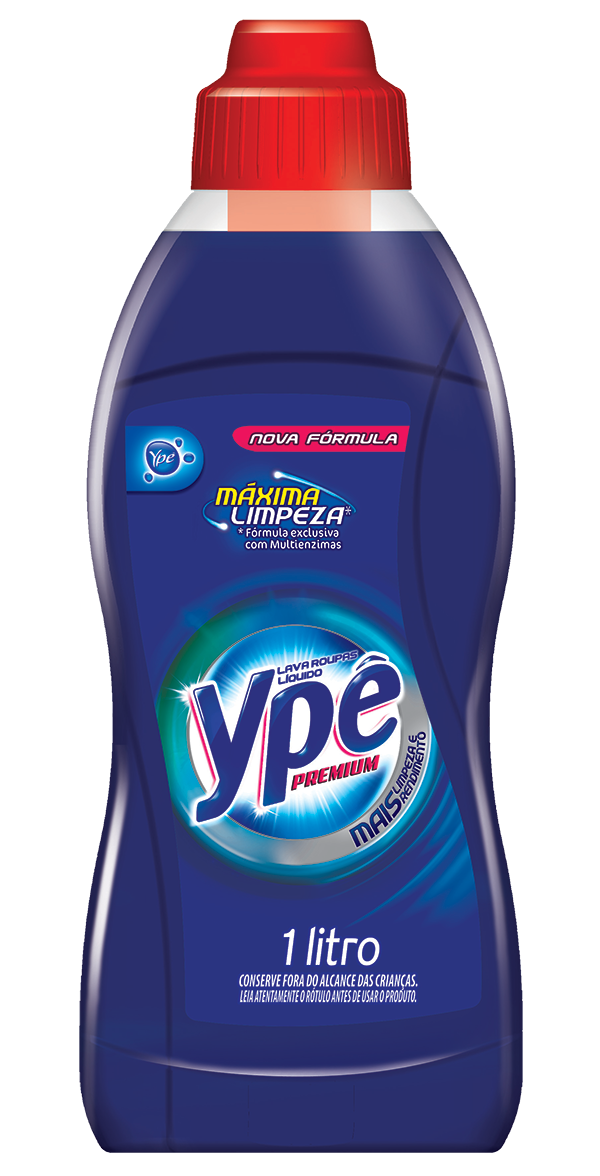 NOVA FÓRMULA
Ypê
MÁXIMA
LIMPEZA*
* Fórmula exclusiva
com Multienzimas
LAVA ROUPAS
LÍQUIDO
Ypê
PREMIUM
MAIS LIMPEZA E
RENDIMENTO
1 litro
CONSERVE FORA DO ALCANCE DAS CRIANÇAS.
LEIA ATENTAMENTE O RÓTULO ANTES DE USAR O PRODUTO.